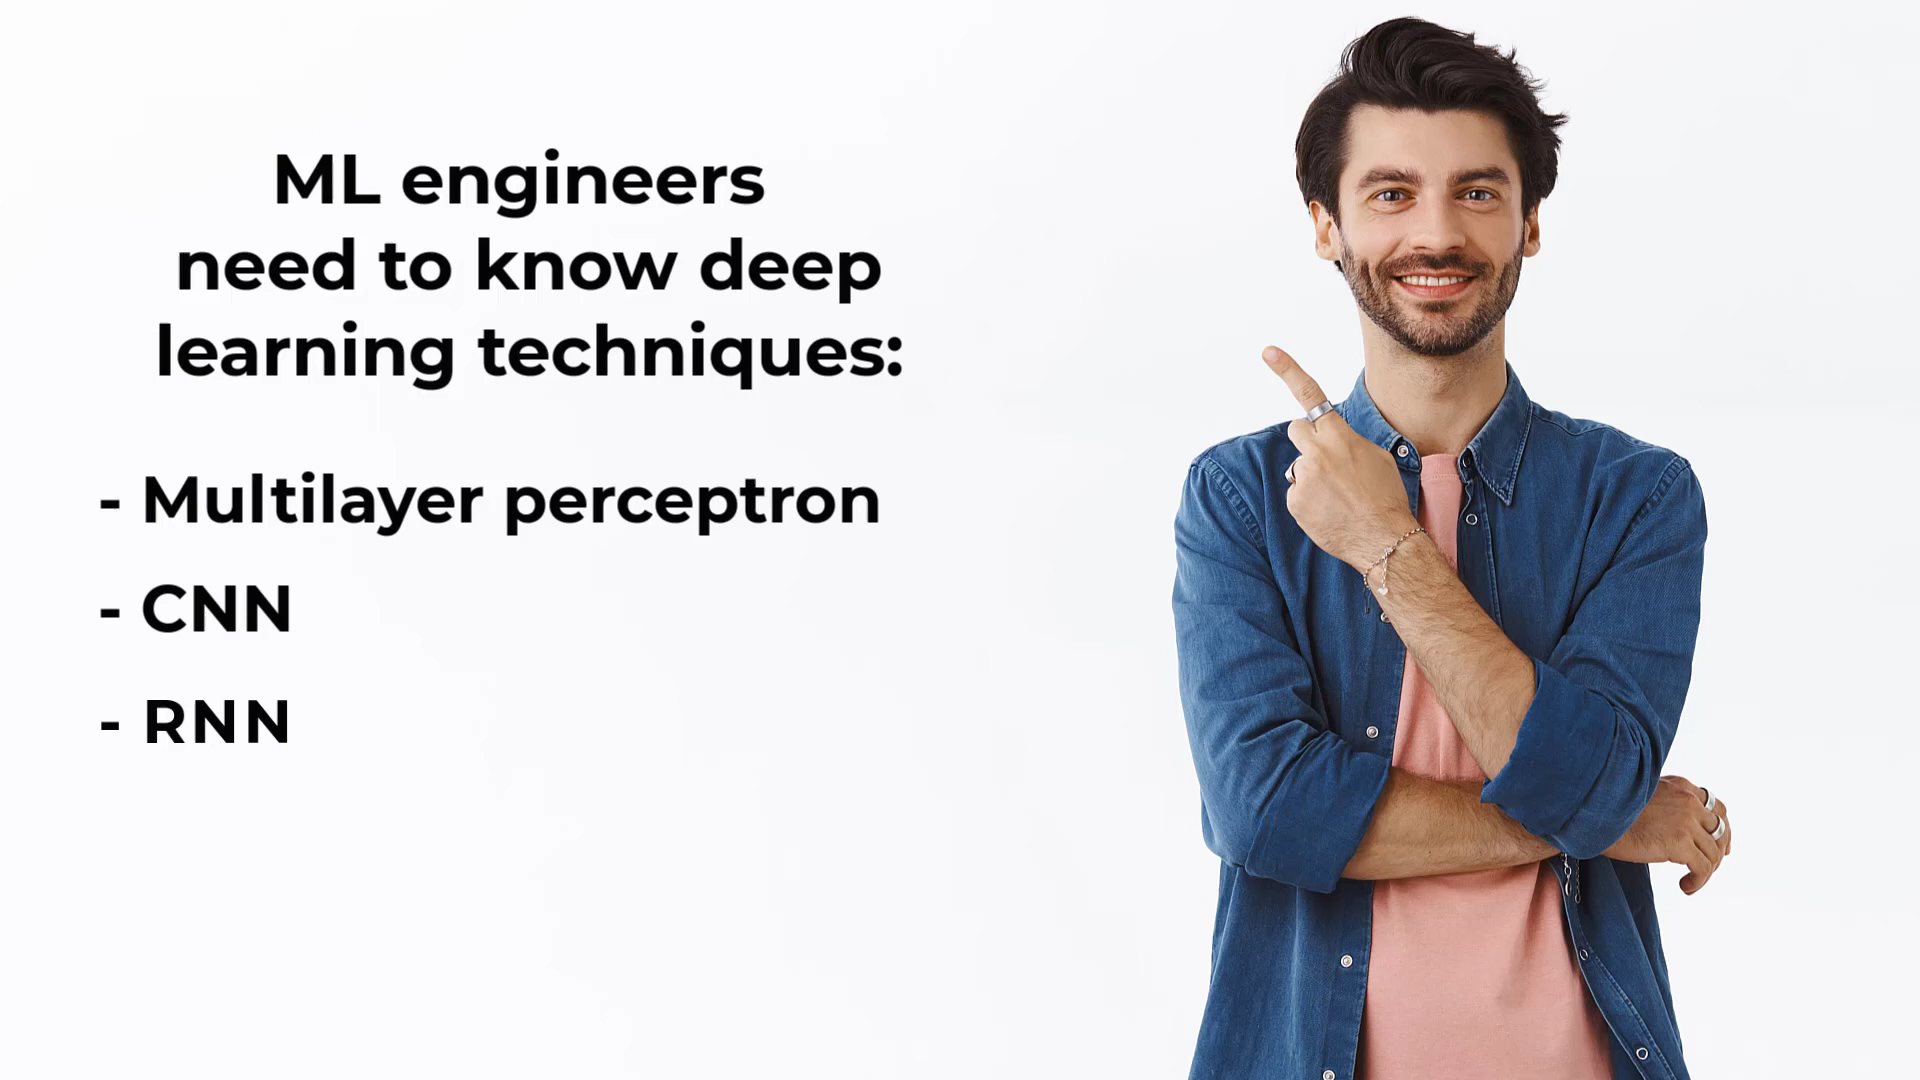 ML engineers
need to know deep
learning techniques:
- Multilayer perceptron
- CNN
- RNN